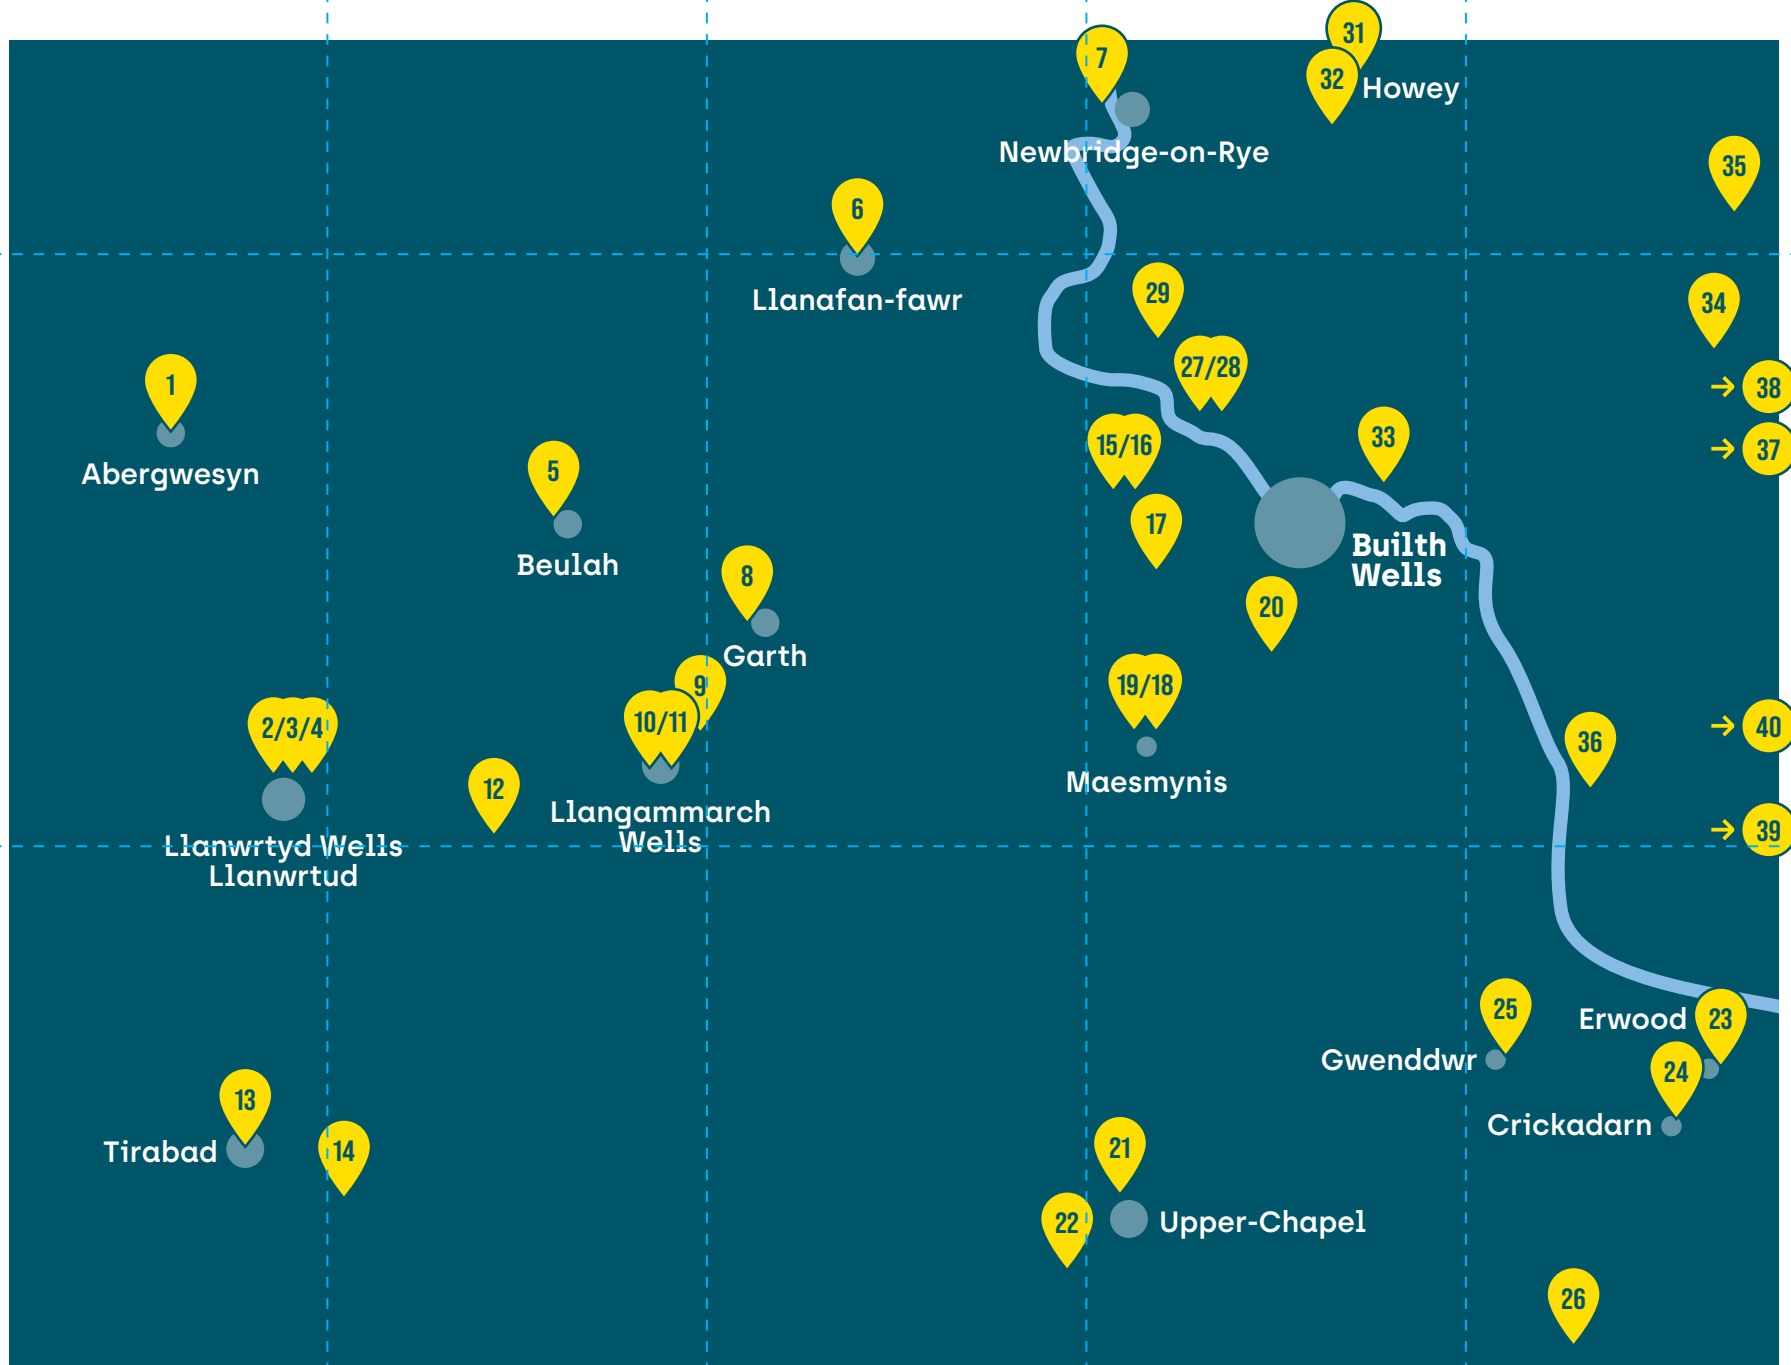 31
7
32
Howey
Newbridge-on-Rye
35
6
29
Llanafan-fawr
34
27/28
1
38
33
15/16
37
5
Abergwesyn
17
Builth
Wells
Beulah
8
20
Garth
9
19/18
10/11
2/3/4
40
36
Maesmynis
12
Llangammarch
Wells
39
Llanwrtyd Wells
Llanwrtud
25
Erwood
23
Gwenddwr
24
13
Crickadarn
21
Tirabad
14
22
Upper-Chapel
26